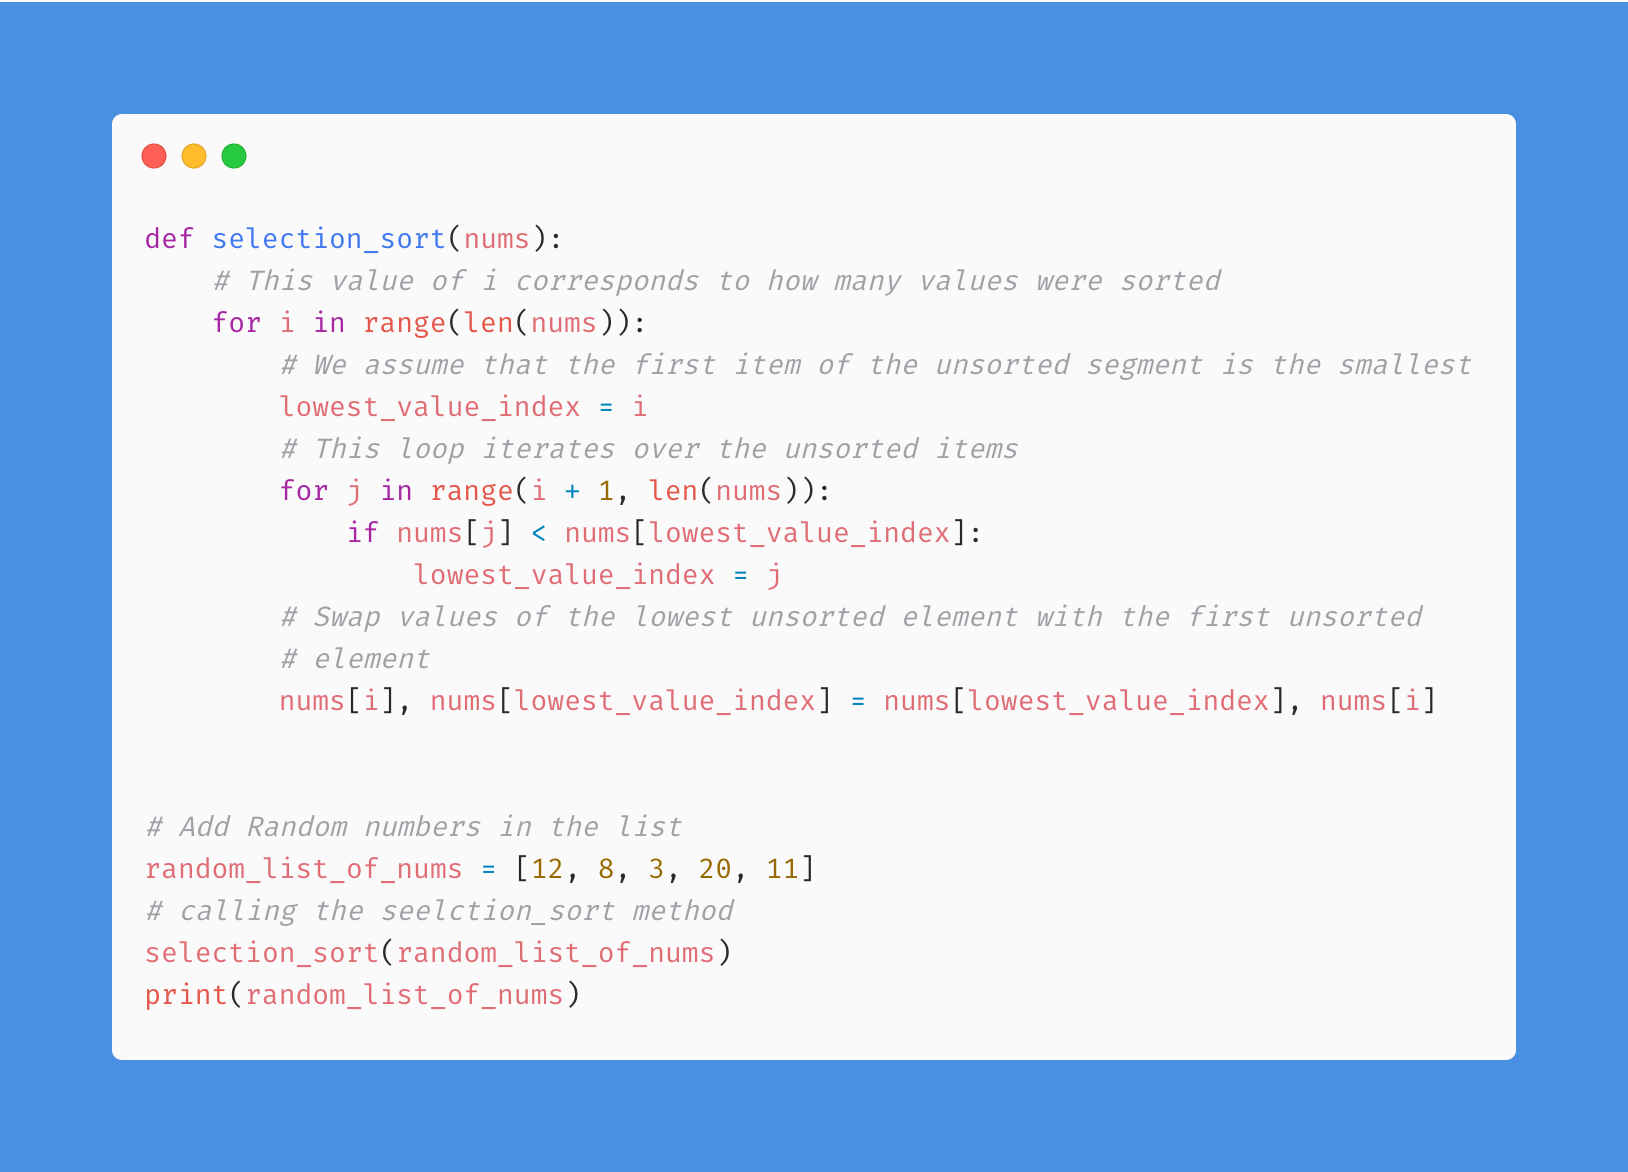 def selection_sort(nums):
    # This value of i corresponds to how many values were sorted
    for i in range(len(nums)):
        # We assume that the first item of the unsorted segment is the smallest
        lowest_value_index = i
        # This loop iterates over the unsorted items
        for j in range(i + 1, len(nums)):
            if nums[j] < nums[lowest_value_index]:
                lowest_value_index = j
        # Swap values of the lowest unsorted element with the first unsorted
        # element
        nums[i], nums[lowest_value_index] = nums[lowest_value_index], nums[i]
# Add Random numbers in the list
random_list_of_nums = [12, 8, 3, 20, 11]
# calling the seelction_sort method
selection_sort(random_list_of_nums)
print(random_list_of_nums)